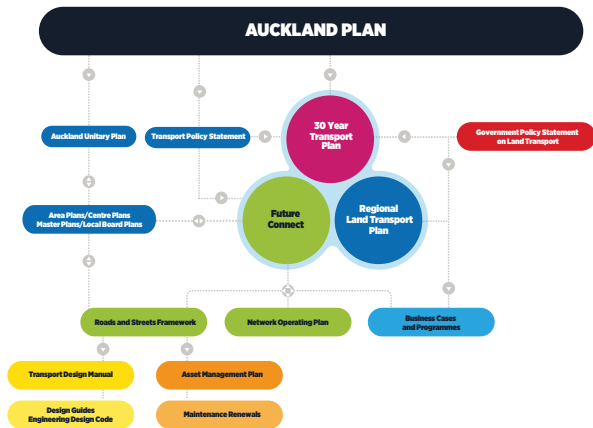 AUCKLAND PLAN
Auckland Unitary Plan
Transport Policy Statement
30 Year
Transport
Plan
Government Policy Statement
on Land Transport
Area Plans/Centre Plans
Master Plans/Local Board Plans
Future
Connect
Regional
Land Transport
Plan
Roads and Streets Framework
Network Operating Plan
Business Cases
and Programmes
Transport Design Manual
Asset Management Plan
Design Guides
Engineering Design Code
Maintenance Renewals